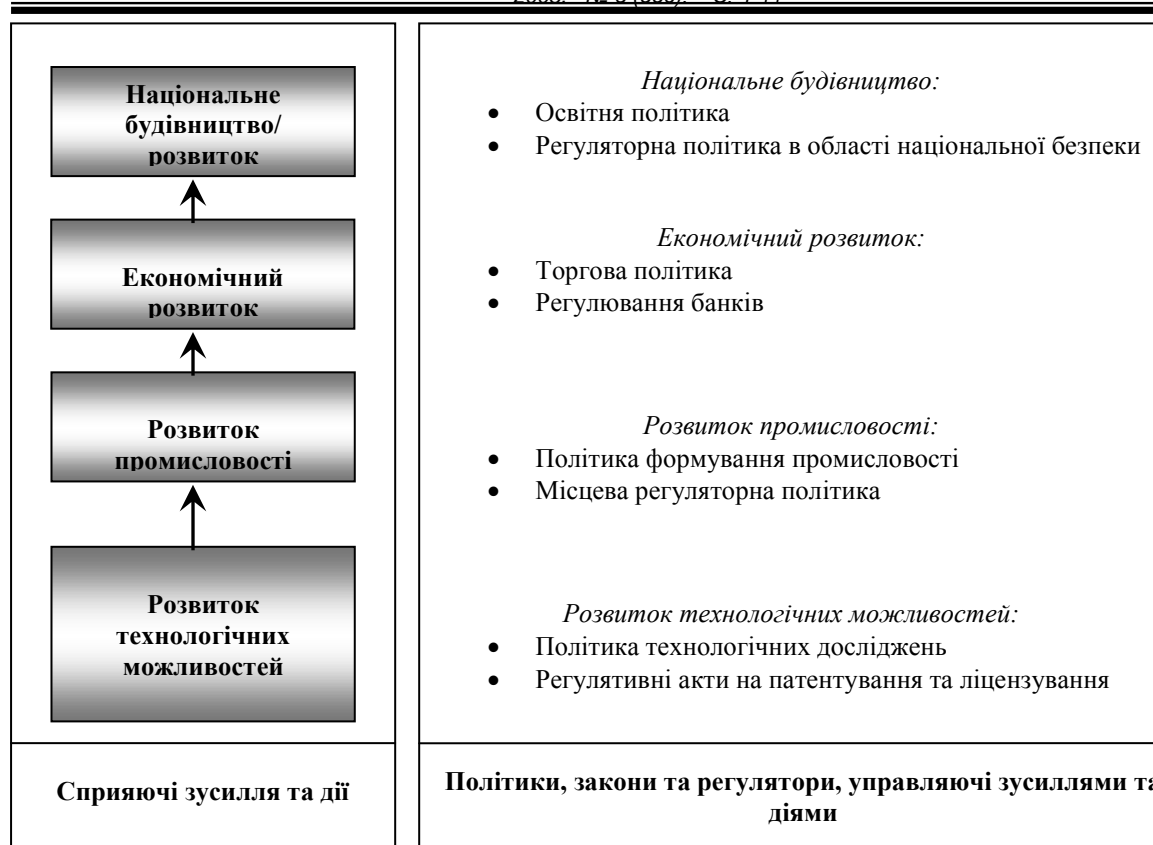 Національне
будівництво/
розвиток
Економічний
розвиток
Розвиток
промисловості
Розвиток
технологічних
можливостей
Сприяючі зусилля та дії
Національне будівництво:
• Освітня політика
• Регуляторна політика в області національної безпеки
Економічний розвиток:
• Торгова політика
• Регулювання банків
Розвиток промисловості:
• Політика формування промисловості
• Місцева регуляторна політика
Розвиток технологічних можливостей:
• Політика технологічних досліджень
• Регулятивні акти на патентування та ліцензування
Політики, закони та регулятори, управляючі зусиллями та
діями